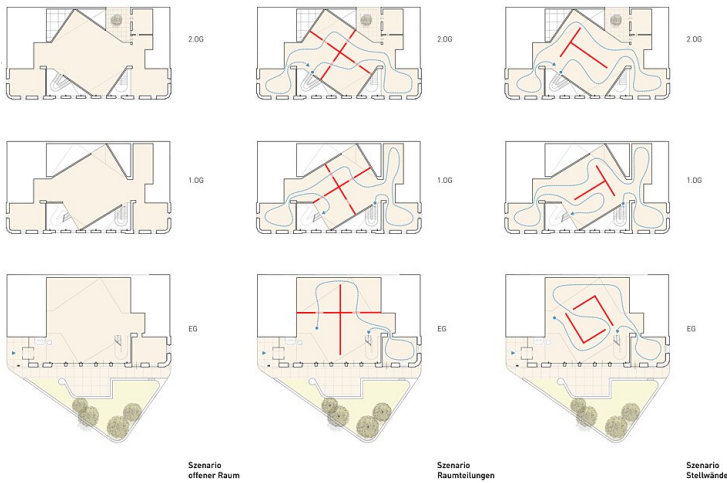 2.OG
2.OG
2.OG
1.OG
1.OG
1.OG
EG
EG
EG
Szenario
offener Raum
Szenario
Raumteilungen
Szenario
Stellwände